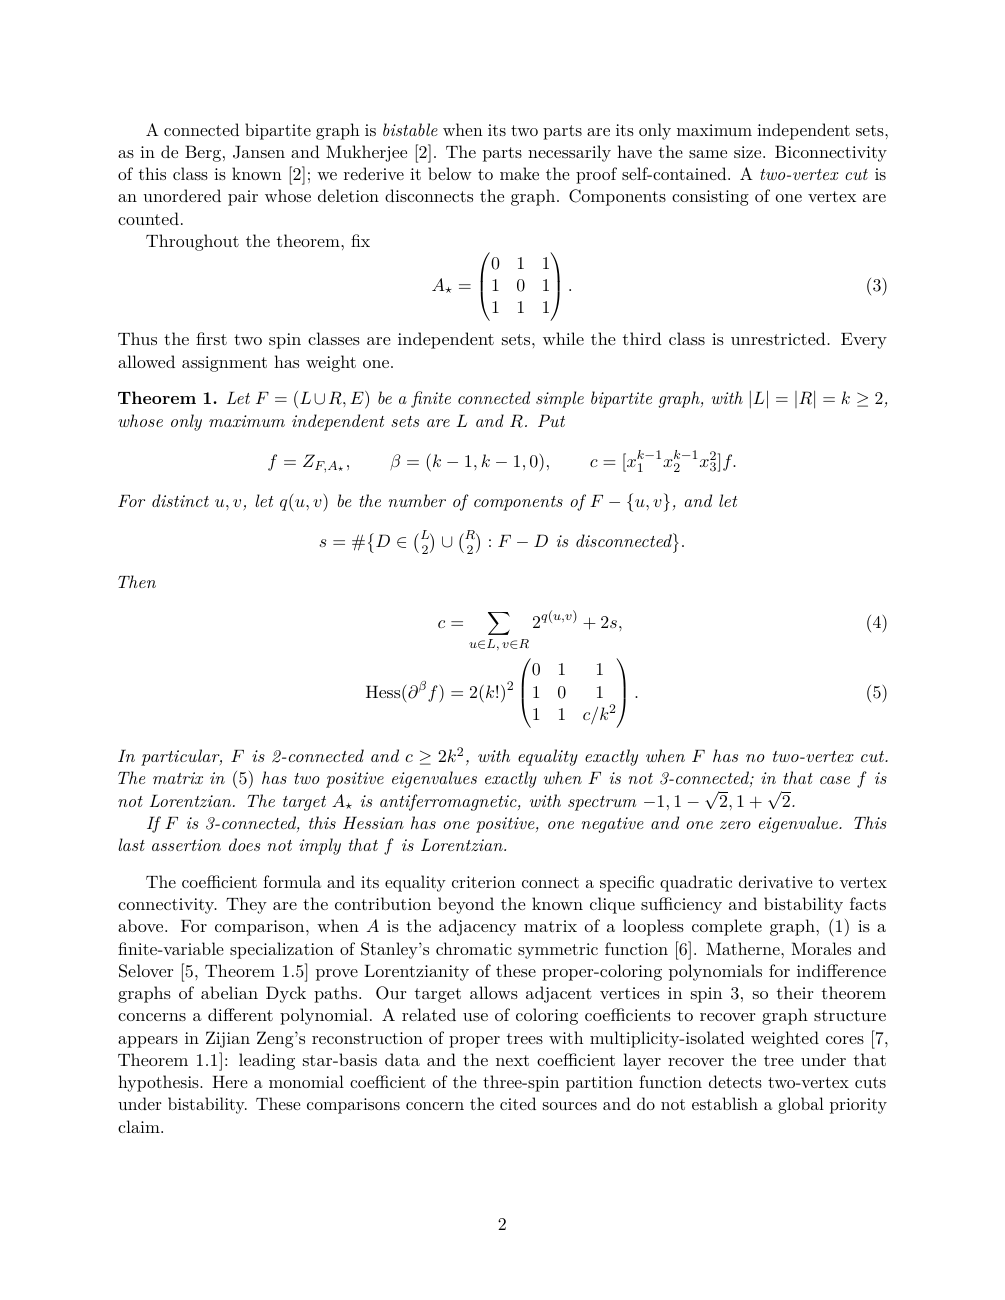 A connected bipartite graph is bistable when its two parts are its only maximum independent sets,
as in de Berg, Jansen and Mukherjee [2]. The parts necessarily have the same size. Biconnectivity
of this class is known [2]; we rederive it below to make the proof self-contained. A two-vertex cut is
an unordered pair whose deletion disconnects the graph. Components consisting of one vertex are
counted.
Throughout the theorem, fix
A⋆ = (0 1 1
1 0 1
1 1 1). (3)
Thus the first two spin classes are independent sets, while the third class is unrestricted. Every
allowed assignment has weight one.
Theorem 1. Let F = (L∪R, E) be a finite connected simple bipartite graph, with |L| = |R| = k ≥ 2,
whose only maximum independent sets are L and R. Put
f = Z_{F,A⋆}, β = (k − 1, k − 1, 0), c = [x_1^{k−1}x_2^{k−1}x_3^2]f.
For distinct u, v, let q(u, v) be the number of components of F − {u, v}, and let
s = #{D ∈ (L 2) ∪ (R 2) : F − D is disconnected}.
Then
c = ∑_{u∈L, v∈R} 2^{q(u,v)} + 2s, (4)
Hess(∂^β f) = 2(k!)^2 (0 1 1
1 0 1
1 1 c/k^2). (5)
In particular, F is 2-connected and c ≥ 2k^2, with equality exactly when F has no two-vertex cut.
The matrix in (5) has two positive eigenvalues exactly when F is not 3-connected; in that case f is
not Lorentzian. The target A⋆ is antiferromagnetic, with spectrum −1, 1 − √2, 1 + √2.
If F is 3-connected, this Hessian has one positive, one negative and one zero eigenvalue. This
last assertion does not imply that f is Lorentzian.
The coefficient formula and its equality criterion connect a specific quadratic derivative to vertex
connectivity. They are the contribution beyond the known clique sufficiency and bistability facts
above. For comparison, when A is the adjacency matrix of a loopless complete graph, (1) is a
finite-variable specialization of Stanley's chromatic symmetric function [6]. Matherne, Morales and
Selover [5, Theorem 1.5] prove Lorentzianity of these proper-coloring polynomials for indifference
graphs of abelian Dyck paths. Our target allows adjacent vertices in spin 3, so their theorem
concerns a different polynomial. A related use of coloring coefficients to recover graph structure
appears in Zijian Zeng's reconstruction of proper trees with multiplicity-isolated weighted cores [7,
Theorem 1.1]: leading star-basis data and the next coefficient layer recover the tree under that
hypothesis. Here a monomial coefficient of the three-spin partition function detects two-vertex cuts
under bistability. These comparisons concern the cited sources and do not establish a global priority
claim.
2